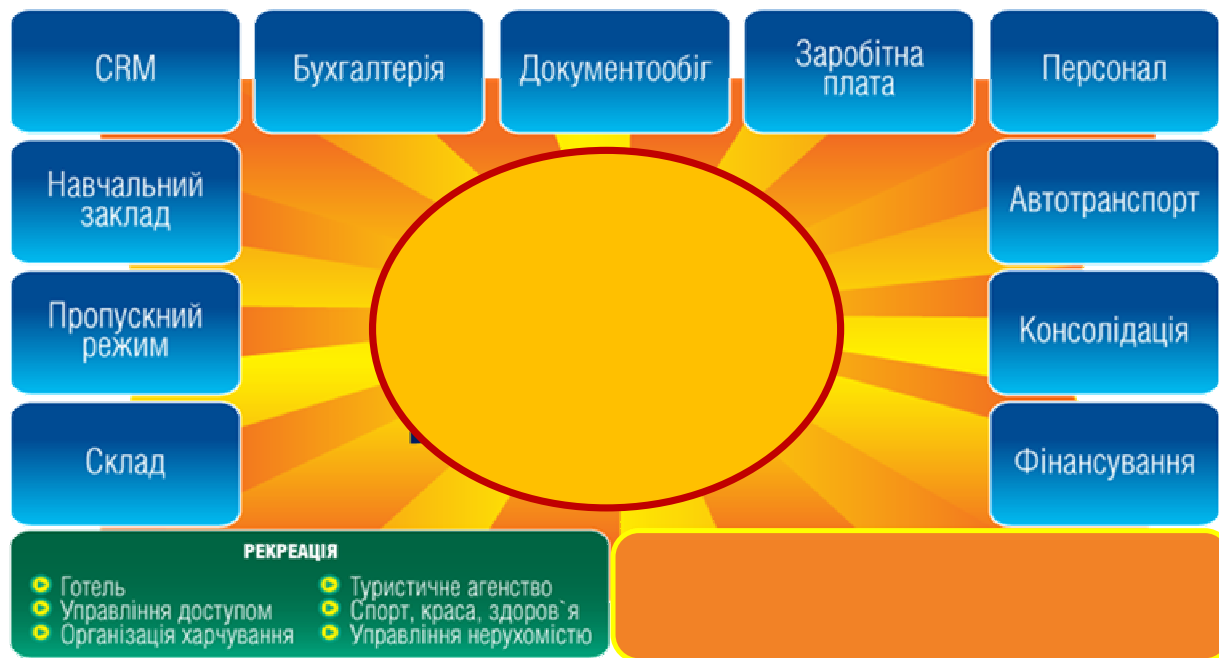 CRM
Бухгалтерія
Документообіг
Заробітна
плата
Персонал
Навчальний
заклад
Автотранспорт
Пропускний
режим
Консолідація
Склад
Фінансування
РЕКРЕАЦІЯ
Готель
Управління доступом
Організація харчування
Туристичне агенство
Спорт, краса, здоров`я
Управління нерухомістю